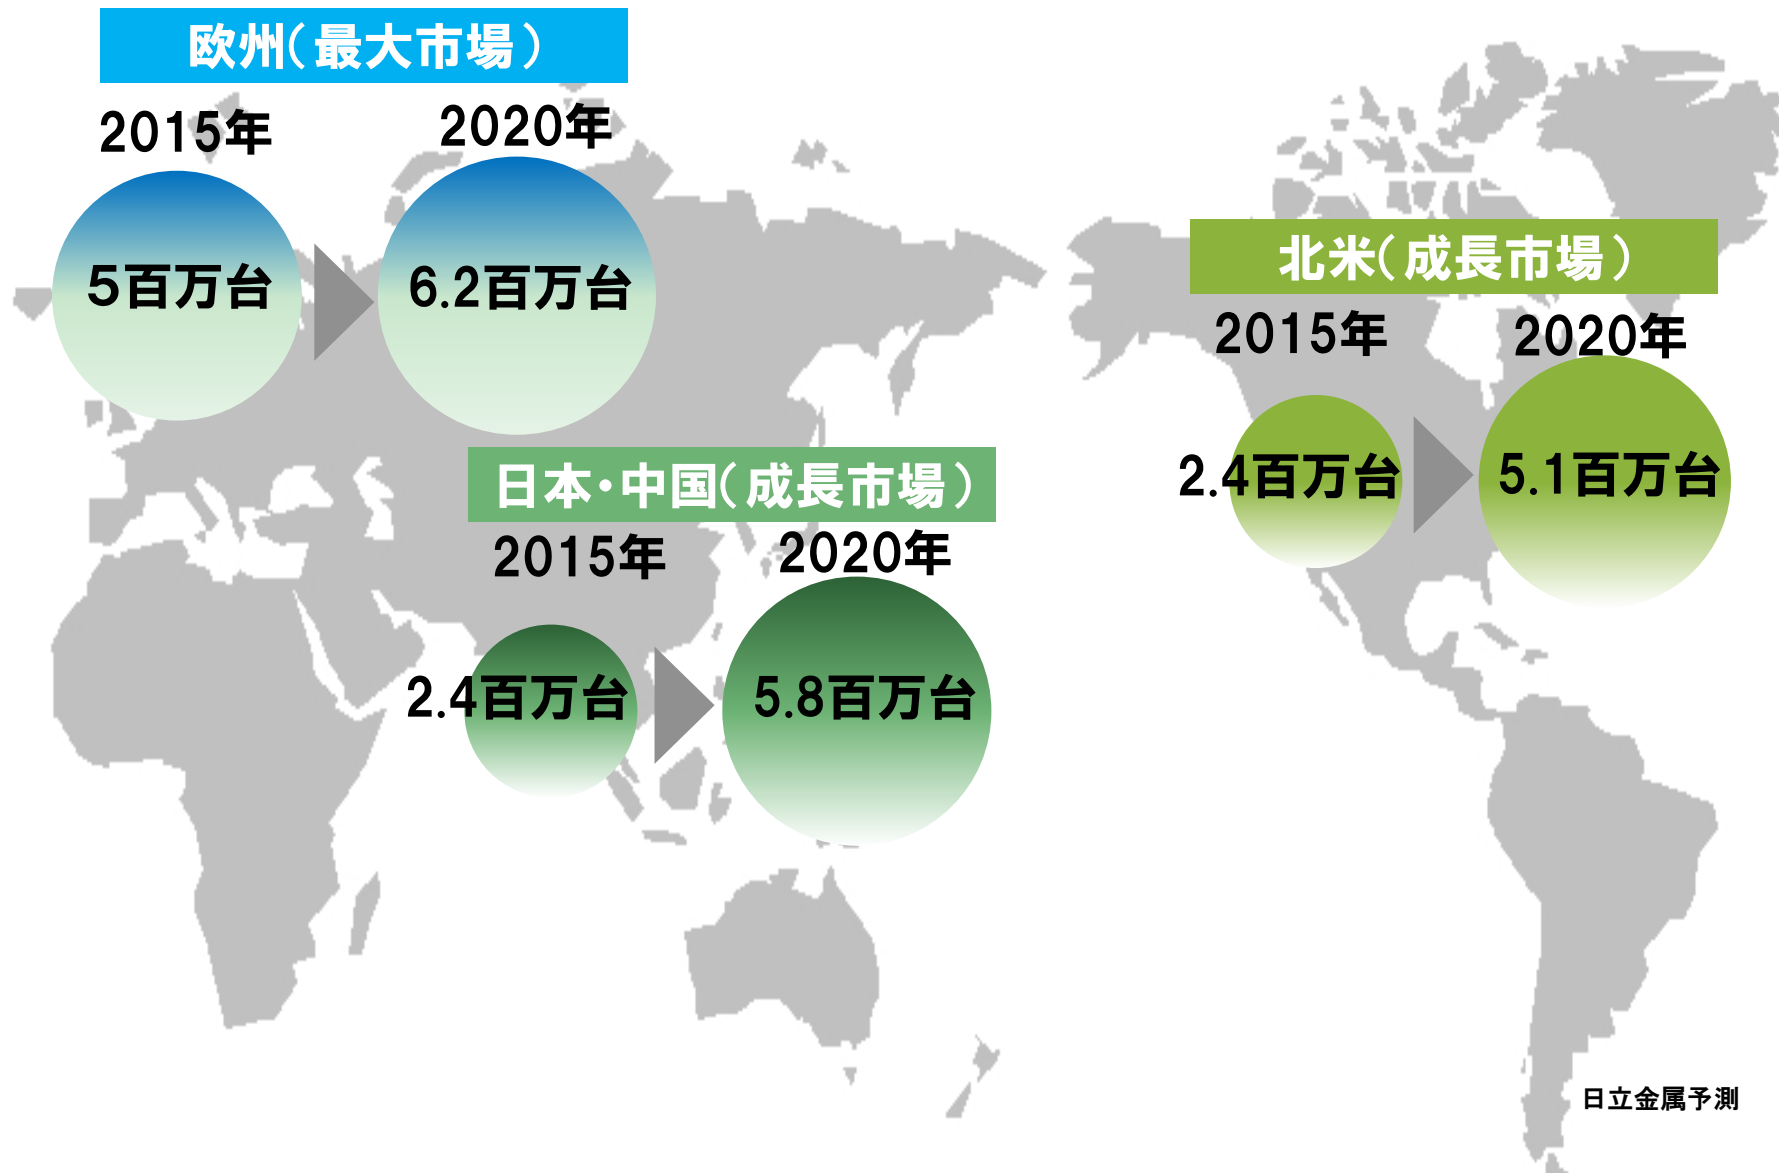 欧州（最大市場）
2015年
2020年
5百万台
6.2百万台
北米（成長市場）
2015年
2020年
2.4百万台
5.1百万台
日本・中国（成長市場）
2015年
2020年
2.4百万台
5.8百万台
日立金属予測